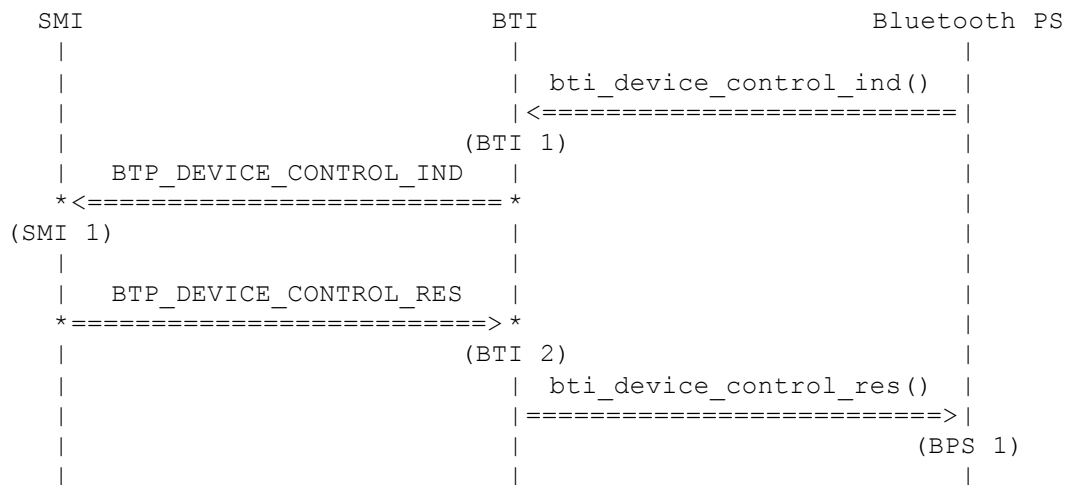 SMI BTI Bluetooth PS
| | |
| | bti_device_control_ind() |
| |<==========================|
| (BTI 1) |
| BTP_DEVICE_CONTROL_IND | |
*<==========================* |
(SMI 1) | |
| | |
| BTP_DEVICE_CONTROL_RES | |
*==========================>* |
| (BTI 2) |
| | bti_device_control_res() |
| |==========================>|
| | (BPS 1)
| | |